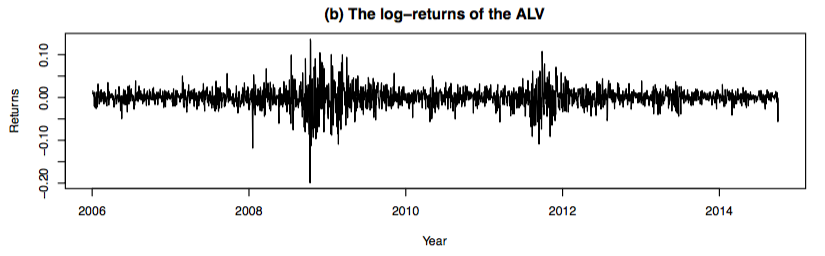 (b) The log−returns of the ALV
Returns
0.10
0.00
−0.10
−0.20
2006 2008 2010 2012 2014
Year